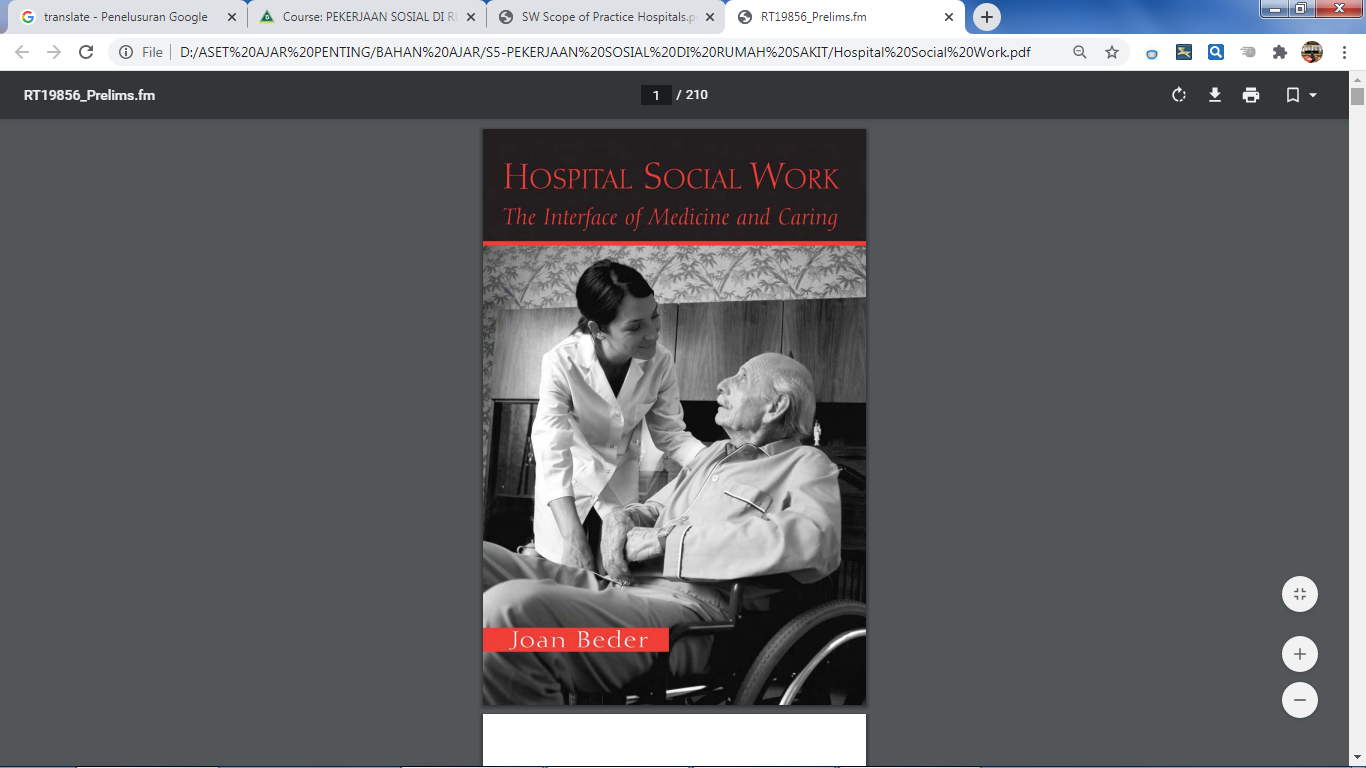 translate - Penelusuran Google
Course: PEKERJAAN SOSIAL DI RU
SW Scope of Practice Hospitals.p
RT19856_Prelims.fm
File
D:/ASET%20AJAR%20PENTING/BAHAN%20AJAR/S5-PEKERJAAN%20SOSIAL%20DI%20RUMAH%20SAKIT/Hospital%20Social%20Work.pdf
RT19856_Prelims.fm
1 / 210
HOSPITAL SOCIAL WORK
The Interface of Medicine and Caring
Joan Beder